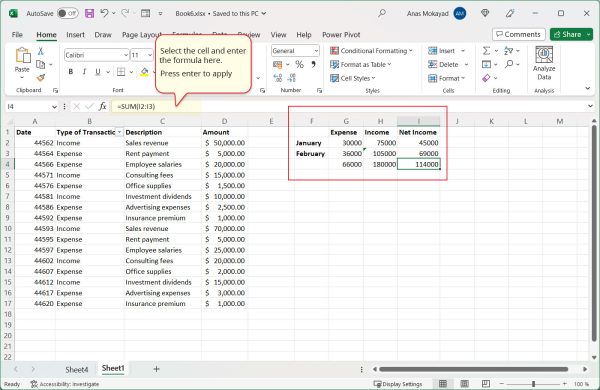 AutoSave Off Book6.xlsx • Saved to this PC Anas Mokayad AM
File Home Insert Draw Page Layout View Help Power Pivot Comments Share
Select the cell and enter
the formula here.
Press enter to apply
Paste Calibri 11 B I U General $ % Conditional Formatting Format as Table Cell Styles Insert Delete Format Analyze Data
Clipboard Font Number Styles Cells Editing Analysis
I4 fx =SUM(I2:I3)
A B C D E F G H I J K L M
1 Date Type of Transactic Description Amount Expense Income Net Income
2 44562 Income Sales revenue $ 50,000.00 January 30000 75000 45000
3 44564 Expense Rent payment $ 5,000.00 February 36000 105000 69000
4 44566 Expense Employee salaries $ 20,000.00 66000 180000 114000
5 44571 Income Consulting fees $ 15,000.00
6 44576 Expense Office supplies $ 1,500.00
7 44581 Income Investment dividends $ 10,000.00
8 44586 Expense Advertising expenses $ 2,500.00
9 44592 Expense Insurance premium $ 1,000.00
10 44593 Income Sales revenue $ 70,000.00
11 44595 Expense Rent payment $ 5,000.00
12 44597 Expense Employee salaries $ 25,000.00
13 44602 Income Consulting fees $ 20,000.00
14 44607 Expense Office supplies $ 2,000.00
15 44612 Income Investment dividends $ 15,000.00
16 44617 Expense Advertising expenses $ 3,000.00
17 44620 Expense Insurance premium $ 1,000.00
18
19
20
21
22
Sheet4 Sheet1
Ready Accessibility: Investigate Display Settings 100 %